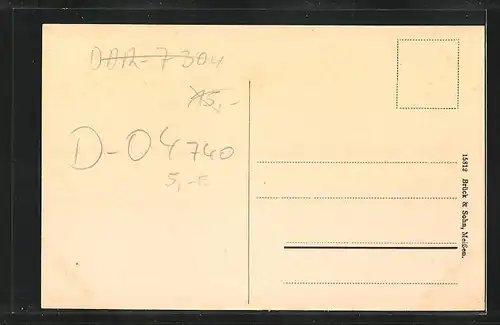 DDR-7304
15,-
D-04740
5,-
15812 Brück & Sohn, Meißen.